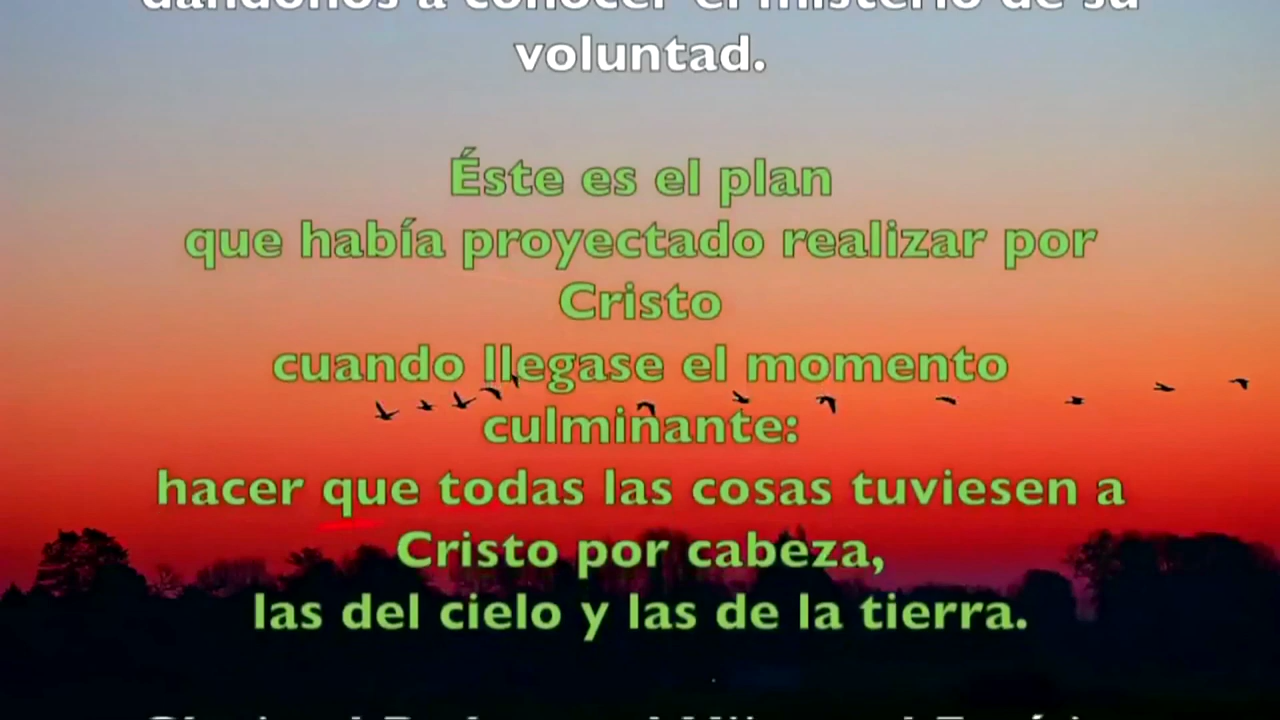 dándonos a conocer el misterio de su
voluntad.
Éste es el plan
que había proyectado realizar por
Cristo
cuando llegase el momento
culminante:
hacer que todas las cosas tuviesen a
Cristo por cabeza,
las del cielo y las de la tierra.